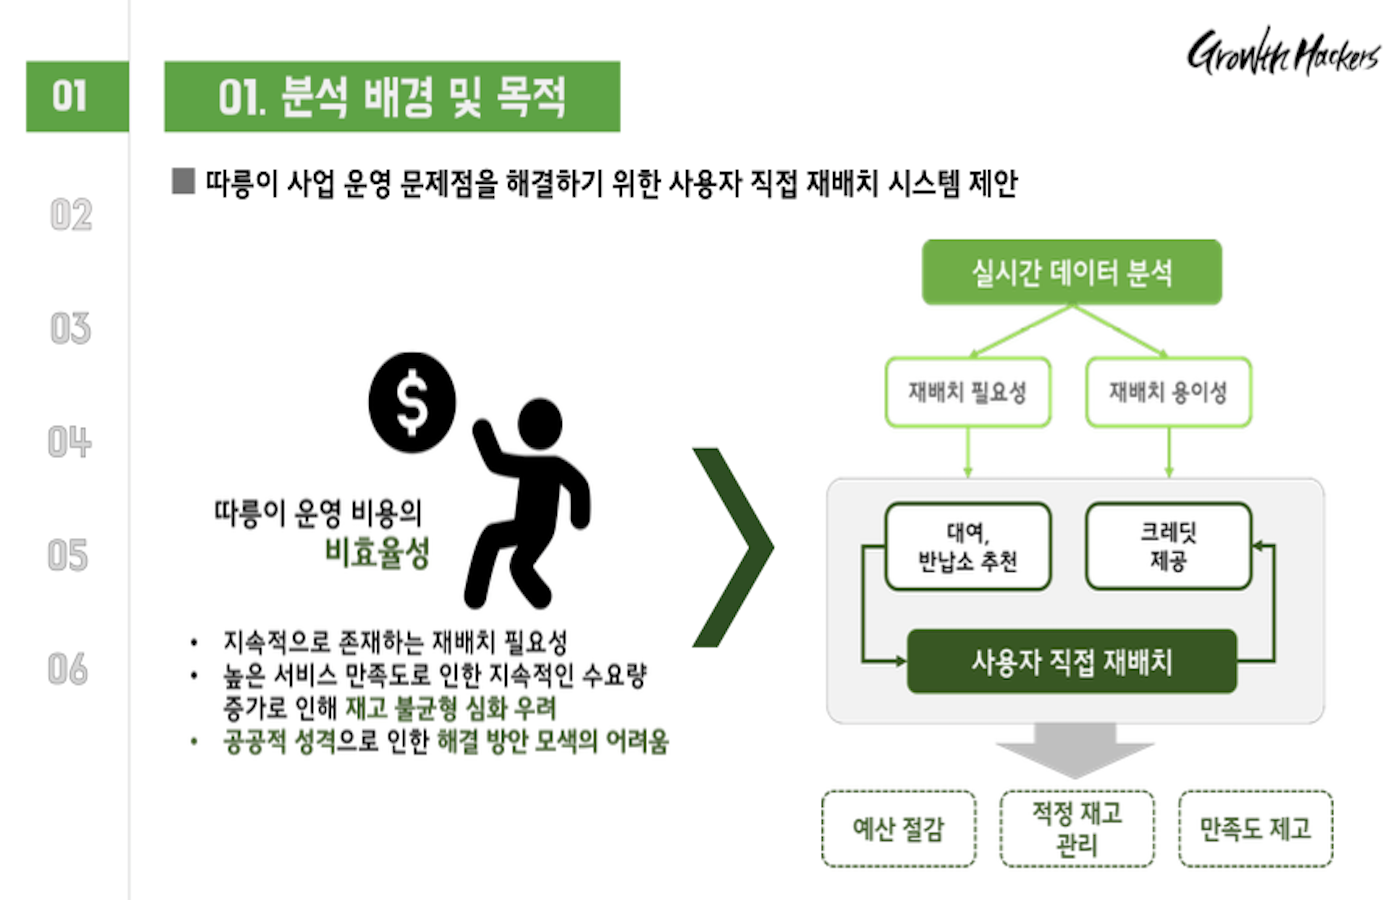 Growth Hackers
01
01. 분석 배경 및 목적
따릉이 사업 운영 문제점을 해결하기 위한 사용자 직접 재배치 시스템 제안
02
03
04
05
06
$
따릉이 운영 비용의
비효율성
• 지속적으로 존재하는 재배치 필요성
• 높은 서비스 만족도로 인한 지속적인 수요량
증가로 인해 재고 불균형 심화 우려
• 공공적 성격으로 인한 해결 방안 모색의 어려움
실시간 데이터 분석
재배치 필요성
재배치 용이성
대여,
반납소 추천
크레딧
제공
사용자 직접 재배치
예산 절감
적정 재고
관리
만족도 제고